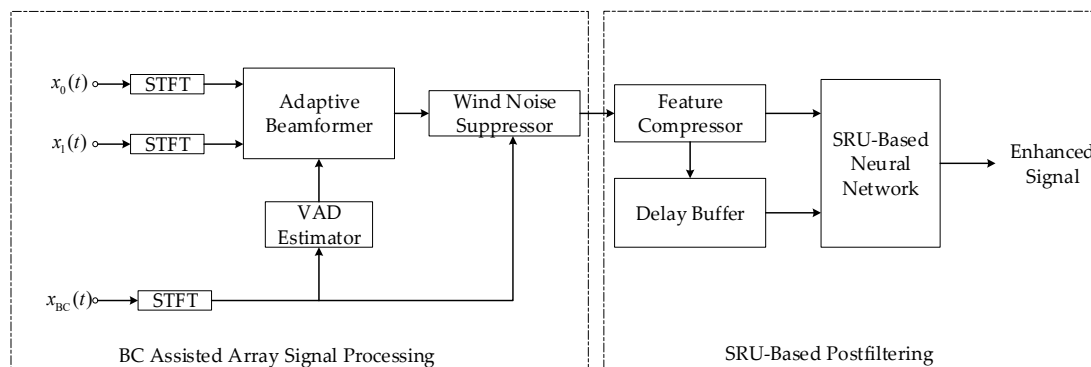 x₀(t)
STFT
x₁(t)
STFT
Adaptive
Beamformer
Wind Noise
Suppressor
VAD
Estimator
x_BC(t)
STFT
BC Assisted Array Signal Processing
Feature
Compressor
Delay Buffer
SRU-Based
Neural
Network
Enhanced
Signal
SRU-Based Postfiltering